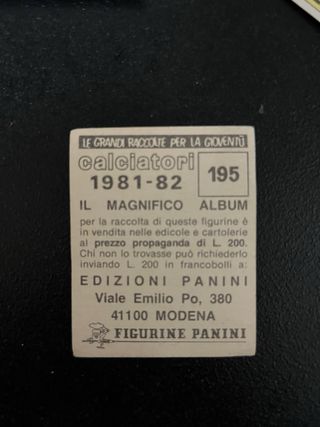 LE GRANDI RACCOLTE PER LA GIOVENTÙ
calciatori
1981-82
195
IL MAGNIFICO ALBUM
per la raccolta di queste figurine è
in vendita nelle edicole e cartolerie
al prezzo propaganda di L. 200.
Chi non lo trovasse può richiederlo
inviando L. 200 in francobolli a:
EDIZIONI PANINI
Viale Emilio Po, 380
41100 MODENA
FIGURINE PANINI